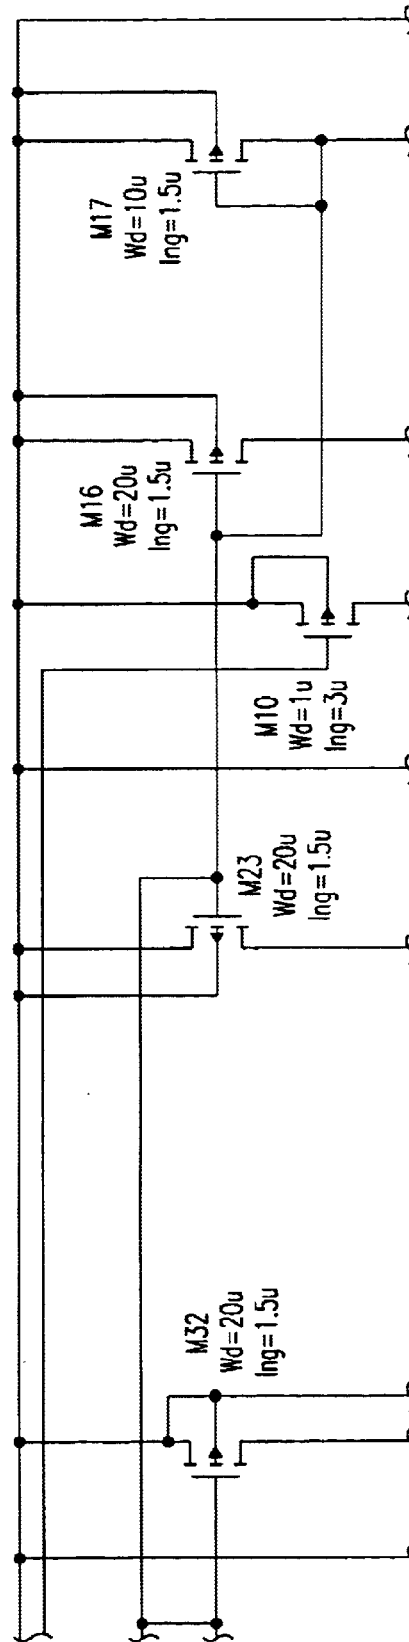 M17
Wd=10u
lng=1.5u
M16
Wd=20u
lng=1.5u
M10
Wd=1u
lng=3u
M23
Wd=20u
lng=1.5u
M32
Wd=20u
lng=1.5u